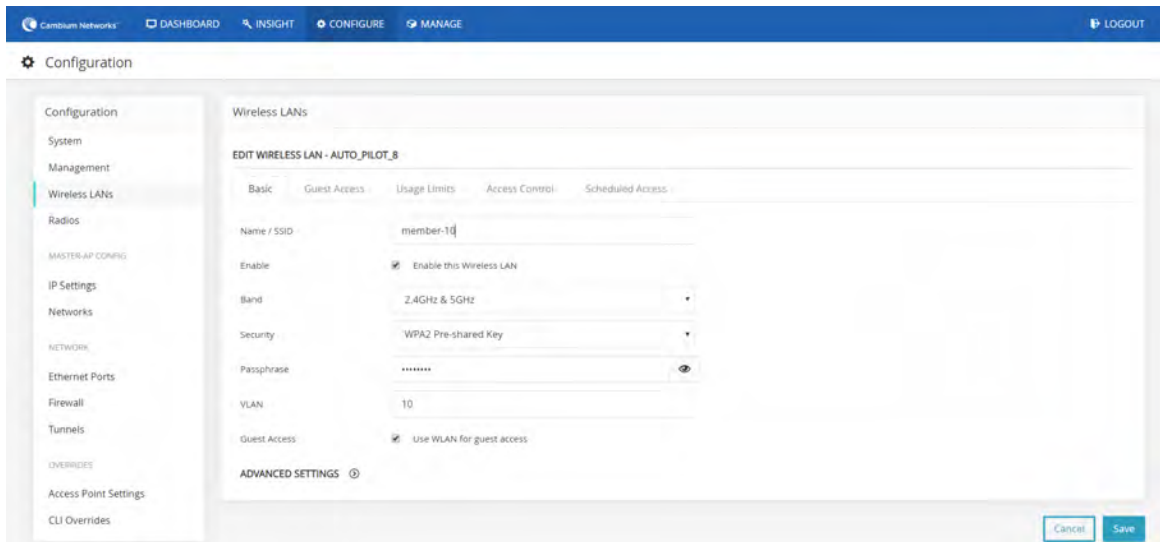 Cambium Networks™ DASHBOARD INSIGHT CONFIGURE MANAGE LOGOUT
Configuration
Configuration
System
Management
Wireless LANs
Radios
MASTER-AP CONFIG
IP Settings
Networks
NETWORK
Ethernet Ports
Firewall
Tunnels
OVERRIDES
Access Point Settings
CLI Overrides
Wireless LANs
EDIT WIRELESS LAN - AUTO_PILOT_8
Basic Guest Access Usage Limits Access Control Scheduled Access
Name / SSID member-10
Enable Enable this Wireless LAN
Band 2.4GHz & 5GHz
Security WPA2 Pre-shared Key
Passphrase ••••••••
VLAN 10
Guest Access Use WLAN for guest access
ADVANCED SETTINGS
Cancel Save